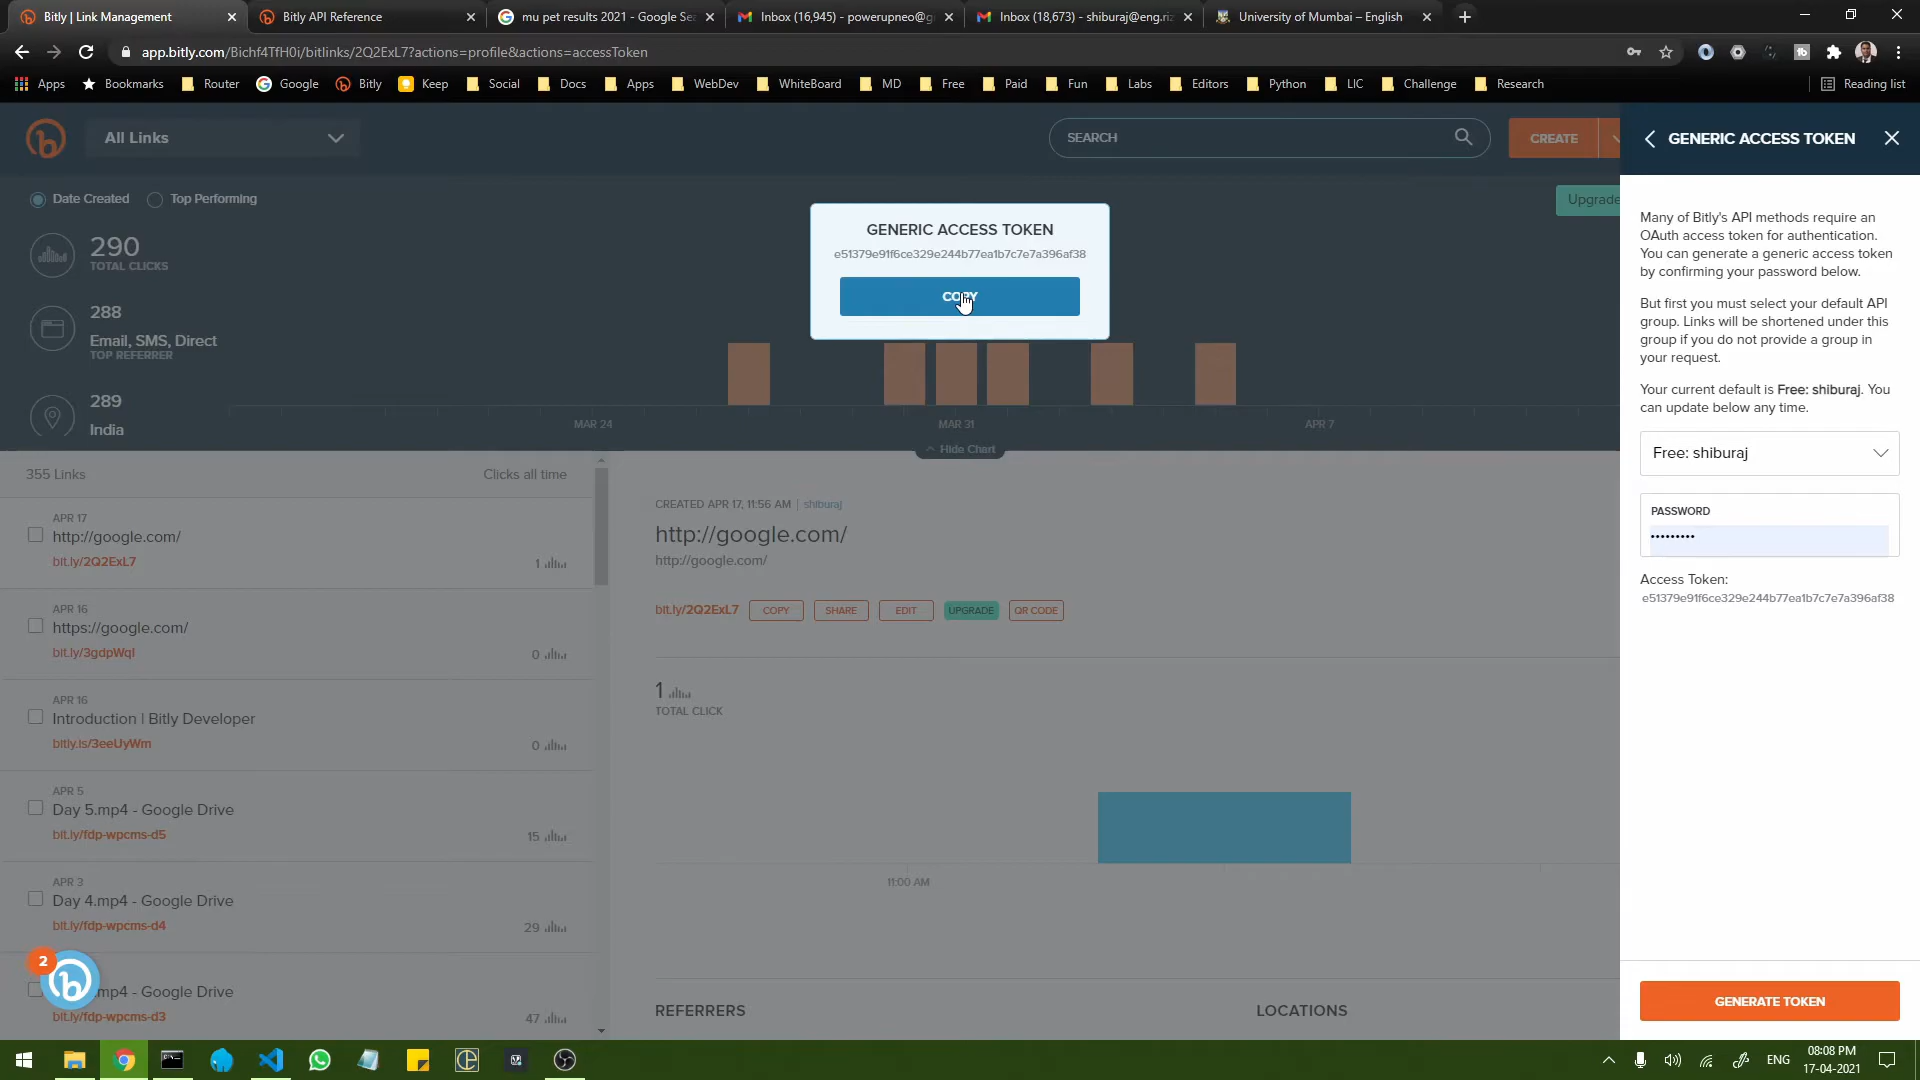 Bitly | Link Management
Bitly API Reference
mu pet results 2021 - Google Se
Inbox (16,945) - powerupneo@g
Inbox (18,673) - shiburaj@eng.ri
University of Mumbai – English
app.bitly.com/Bichf4TfH0i/bitlinks/2Q2ExL7?actions=profile&actions=accessToken
Apps
Bookmarks
Router
Google
Bitly
Keep
Social
Docs
Apps
WebDev
WhiteBoard
MD
Free
Paid
Fun
Labs
Editors
Python
LIC
Challenge
Research
Reading list
All Links
SEARCH
CREATE
GENERIC ACCESS TOKEN
Date Created
Top Performing
Upgrade
290
TOTAL CLICKS
288
Email, SMS, Direct
TOP REFERRER
289
India
GENERIC ACCESS TOKEN
e51379e91f6ce329e244b77ea1b7c7e7a396af38
COPY
MAR 24
MAR 31
APR 7
Hide Chart
Many of Bitly's API methods require an
OAuth access token for authentication.
You can generate a generic access token
by confirming your password below.
But first you must select your default API
group. Links will be shortened under this
group if you do not provide a group in
your request.
Your current default is Free: shiburaj. You
can update below any time.
Free: shiburaj
PASSWORD
•••••••••
Access Token:
e51379e91f6ce329e244b77ea1b7c7e7a396af38
GENERATE TOKEN
355 Links
Clicks all time
APR 17
http://google.com/
bit.ly/2Q2ExL7
1
APR 16
https://google.com/
bit.ly/3gdpWqI
0
APR 16
Introduction | Bitly Developer
bitly.is/3eeUyWm
0
APR 5
Day 5.mp4 - Google Drive
bit.ly/fdp-wpcms-d5
15
APR 3
Day 4.mp4 - Google Drive
bit.ly/fdp-wpcms-d4
29
2
mp4 - Google Drive
bit.ly/fdp-wpcms-d3
47
CREATED APR 17, 11:56 AM | shiburaj
http://google.com/
http://google.com/
bit.ly/2Q2ExL7
COPY
SHARE
EDIT
UPGRADE
QR CODE
1
TOTAL CLICK
11:00 AM
REFERRERS
LOCATIONS
ENG
08:08 PM
17-04-2021